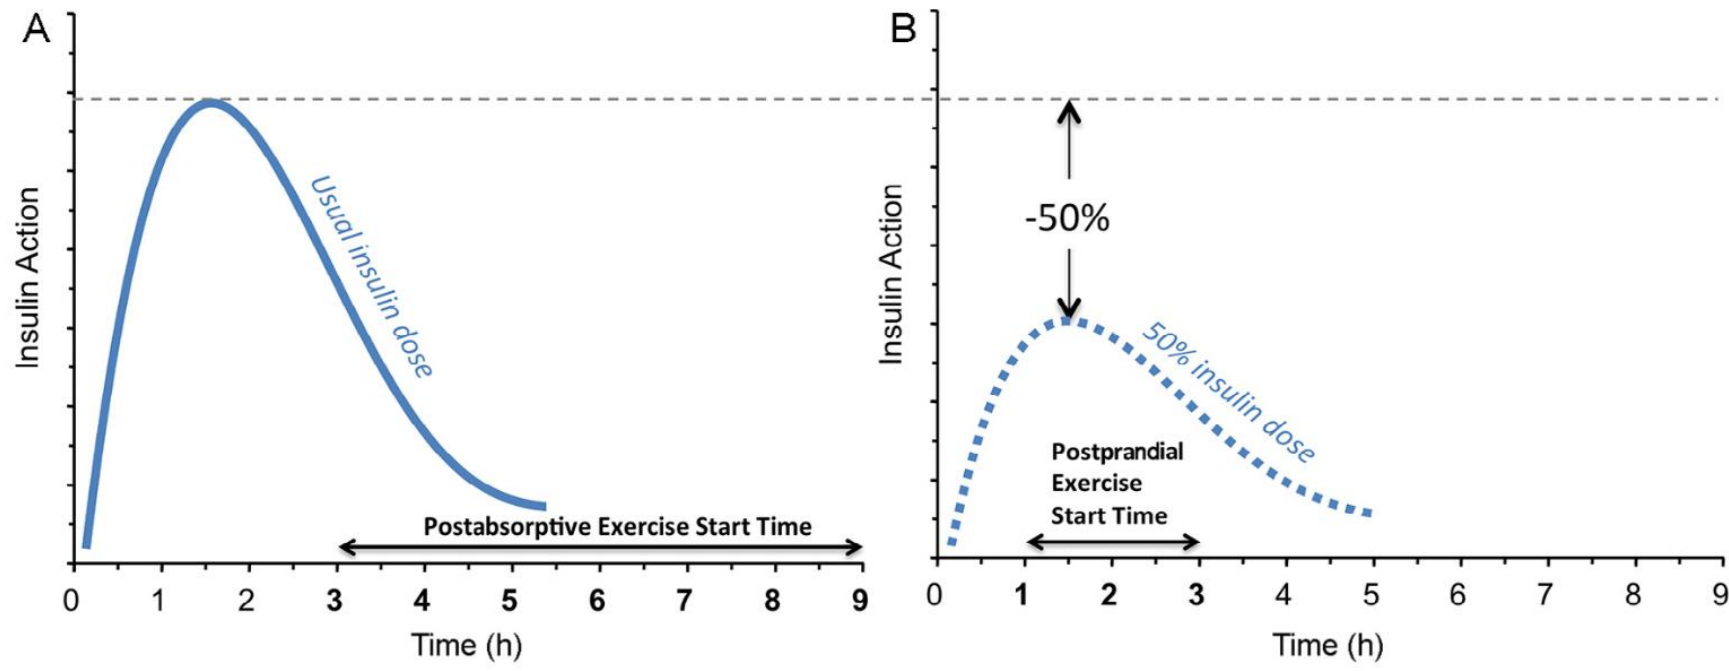 A
Insulin Action
Usual insulin dose
Postabsorptive Exercise Start Time
0 1 2 3 4 5 6 7 8 9
Time (h)
B
Insulin Action
-50%
50% insulin dose
Postprandial
Exercise
Start Time
0 1 2 3 4 5 6 7 8 9
Time (h)